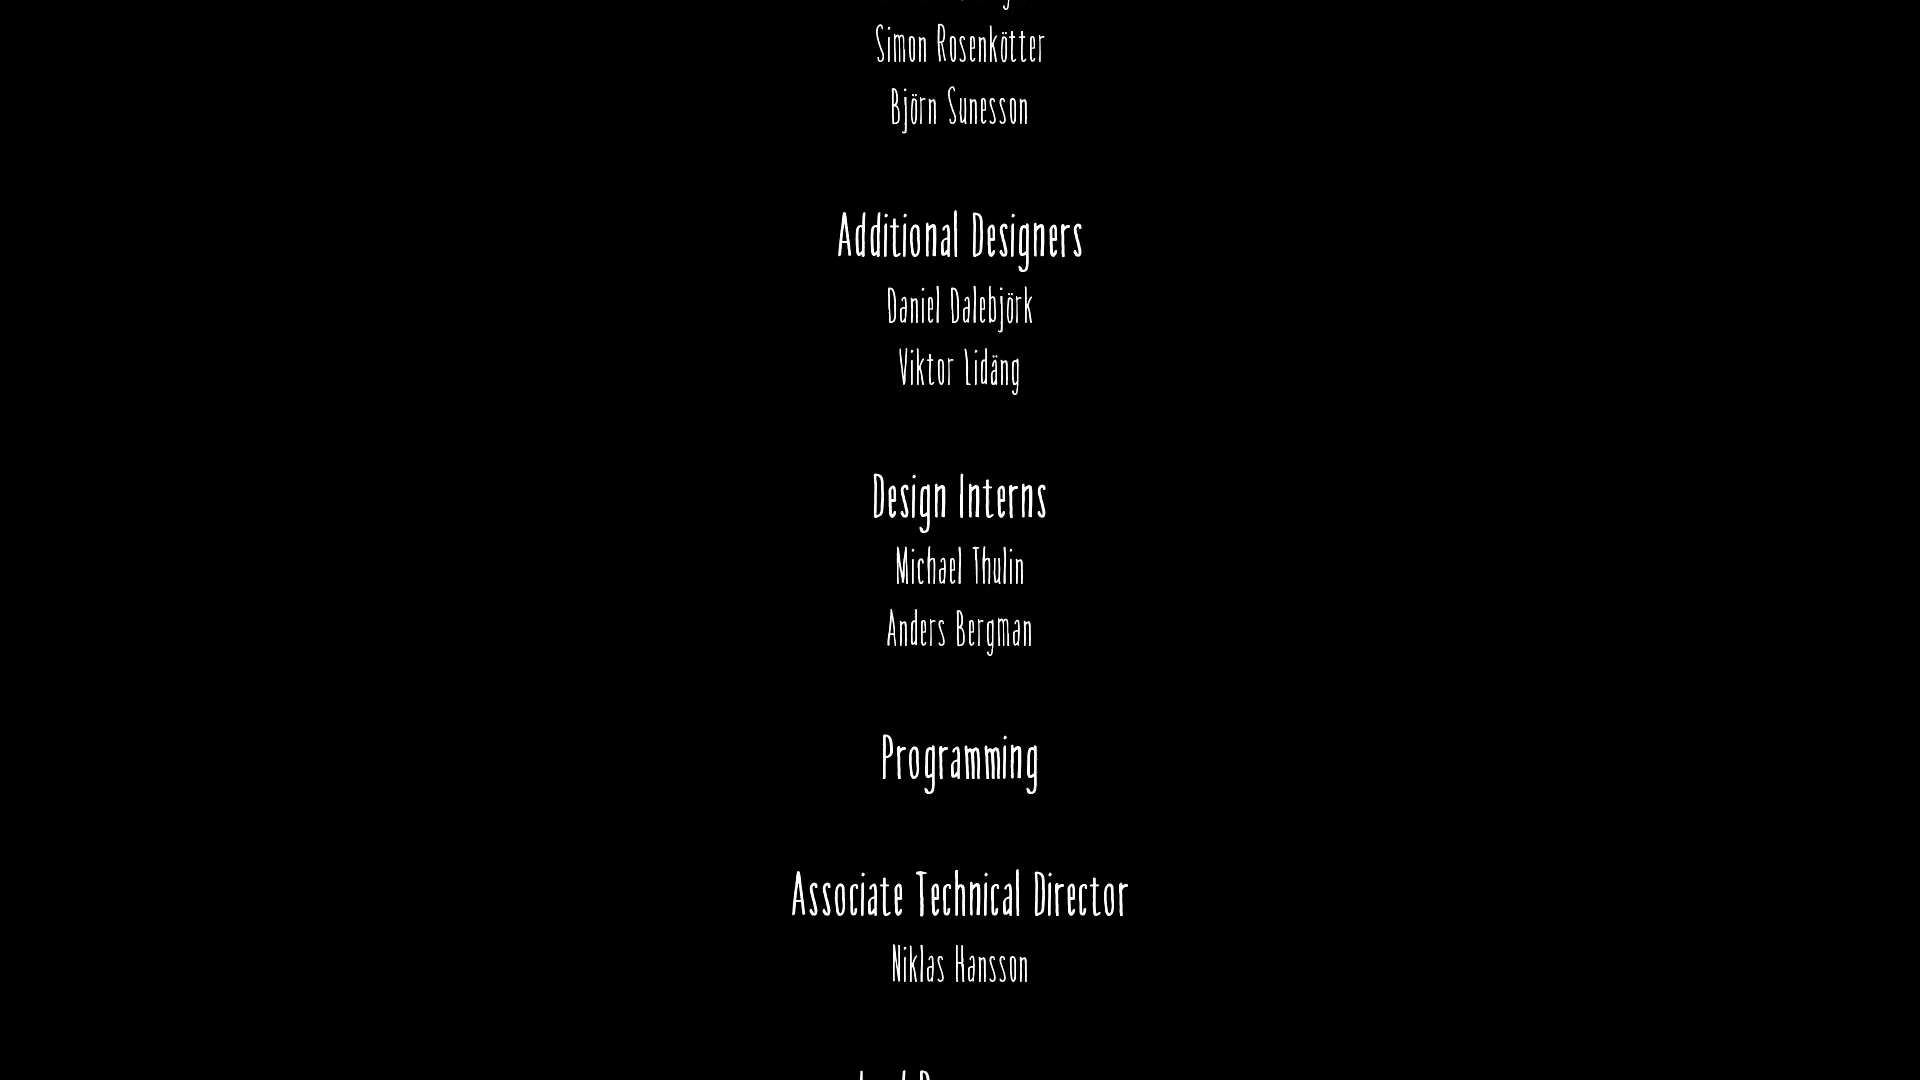 Simon Rosenkötter
Björn Sunesson
Additional Designers
Daniel Dalebjörk
Viktor Lidäng
Design Interns
Michael Thulin
Anders Bergman
Programming
Associate Technical Director
Niklas Hansson